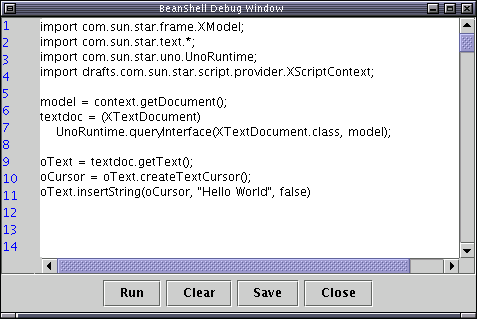 BeanShell Debug Window
1 import com.sun.star.frame.XModel;
2 import com.sun.star.text.*;
3 import com.sun.star.uno.UnoRuntime;
4 import drafts.com.sun.star.script.provider.XScriptContext;
5 model = context.getDocument();
6 textdoc = (XTextDocument)
7 UnoRuntime.queryInterface(XTextDocument.class, model);
8
9 oText = textdoc.getText();
10 oCursor = oText.createTextCursor();
11 oText.insertString(oCursor, "Hello World", false)
12
13
14
Run Clear Save Close